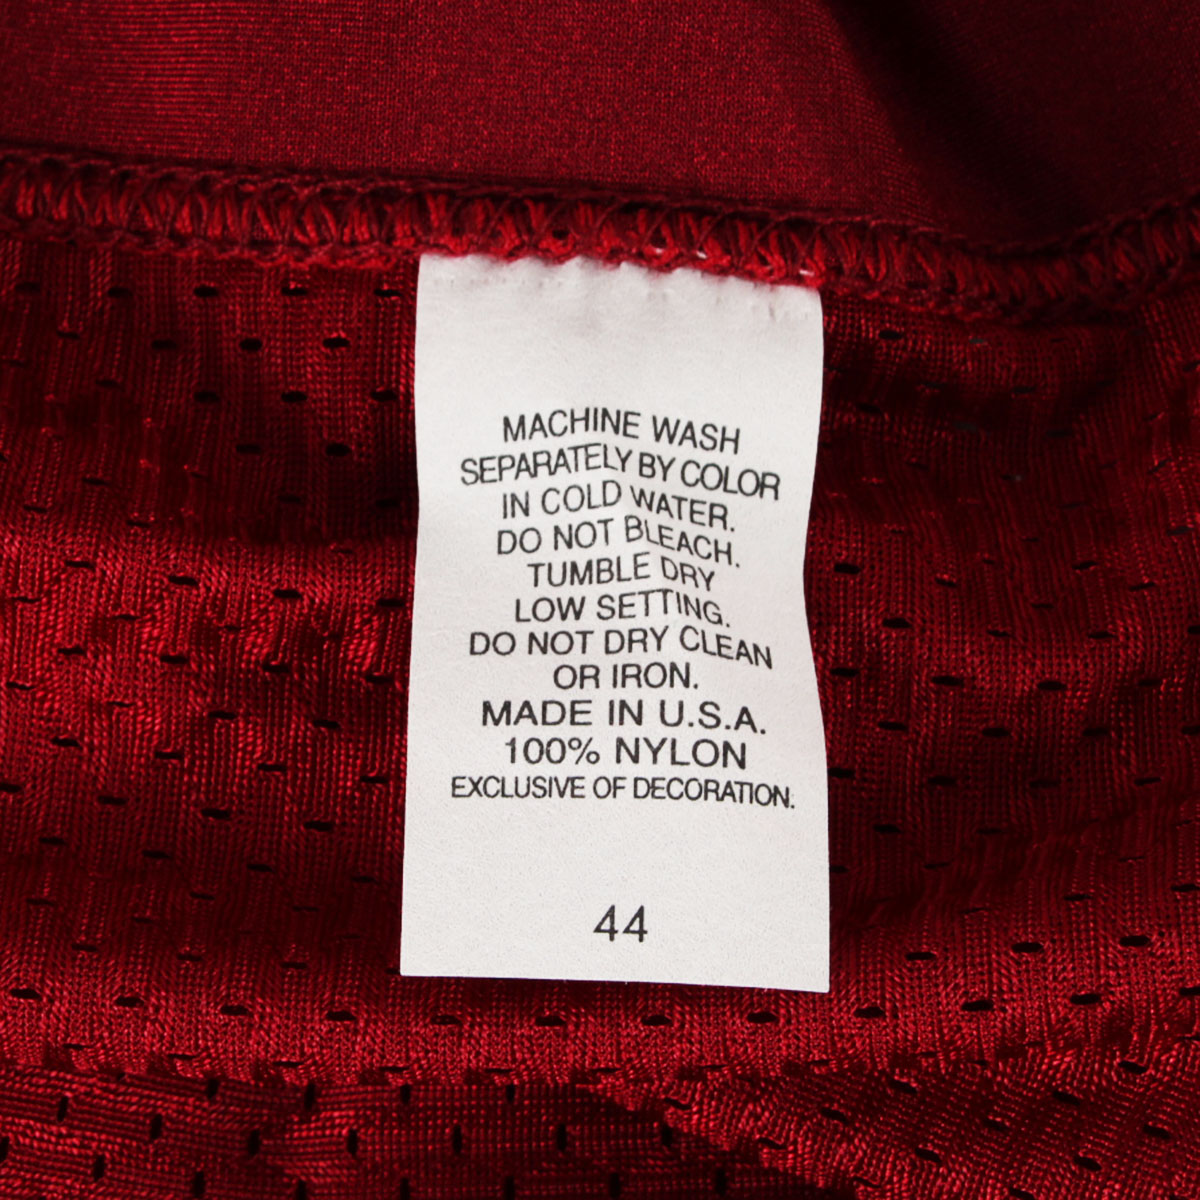 MACHINE WASH
SEPARATELY BY COLOR
IN COLD WATER.
DO NOT BLEACH.
TUMBLE DRY
LOW SETTING.
DO NOT DRY CLEAN
OR IRON.
MADE IN U.S.A.
100% NYLON
EXCLUSIVE OF DECORATION.
44